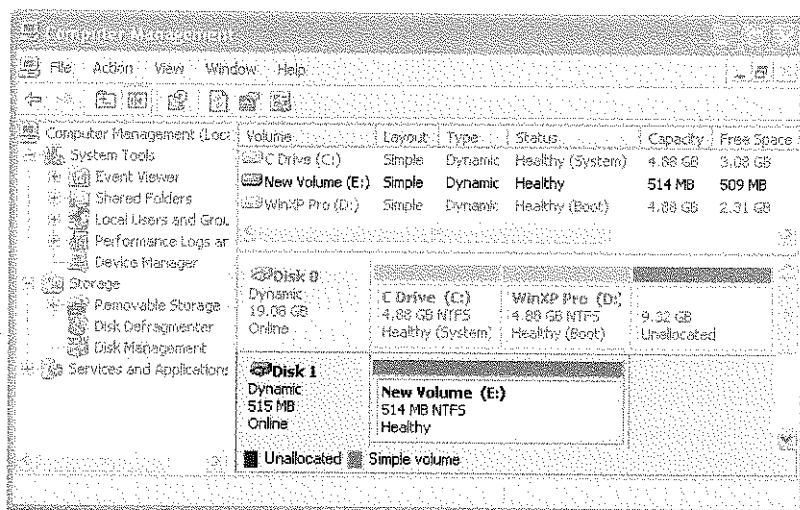 Computer Management
File Action View Window Help
Computer Management (Loc
System Tools
Event Viewer
Shared Folders
Local Users and Grou
Performance Logs ar
Device Manager
Storage
Removable Storage
Disk Defragmenter
Disk Management
Services and Applications
Volume Layout Type Status Capacity Free Space
C Drive (C:) Simple Dynamic Healthy (System) 4.88 GB 3.08 GB
New Volume (E:) Simple Dynamic Healthy 514 MB 509 MB
WinXP Pro (D:) Simple Dynamic Healthy (Boot) 4.88 GB 2.31 GB
Disk 0
Dynamic
19.08 GB
Online
C Drive (C:)
4.88 GB NTFS
Healthy (System)
WinXP Pro (D:)
4.88 GB NTFS
Healthy (Boot)
9.32 GB
Unallocated
Disk 1
Dynamic
515 MB
Online
New Volume (E:)
514 MB NTFS
Healthy
Unallocated Simple volume